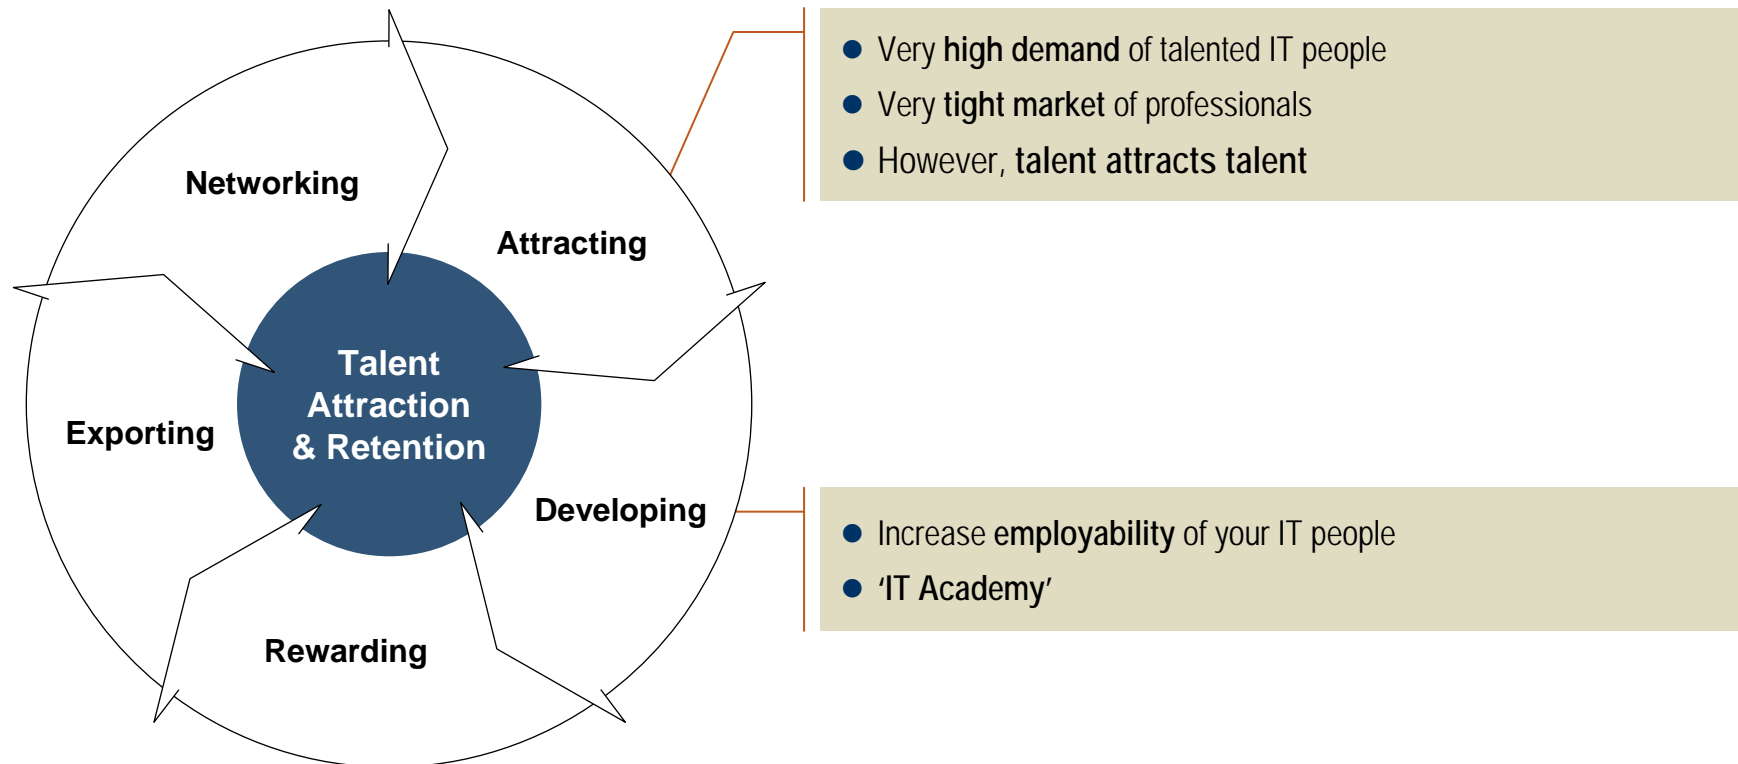 Networking
Attracting
Talent
Attraction
& Retention
Exporting
Developing
Rewarding
● Very high demand of talented IT people
● Very tight market of professionals
● However, talent attracts talent
● Increase employability of your IT people
● ‘IT Academy’